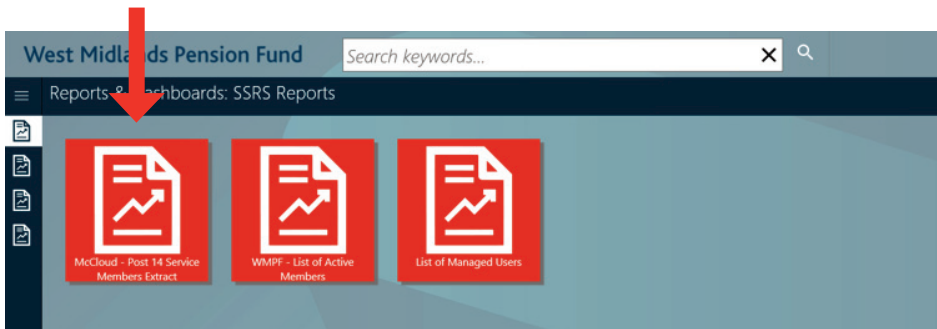 West Midlands Pension Fund
Search keywords...
Reports & Dashboards: SSRS Reports
McCloud - Post 14 Service
Members Extract
WMPF - List of Active
Members
List of Managed Users